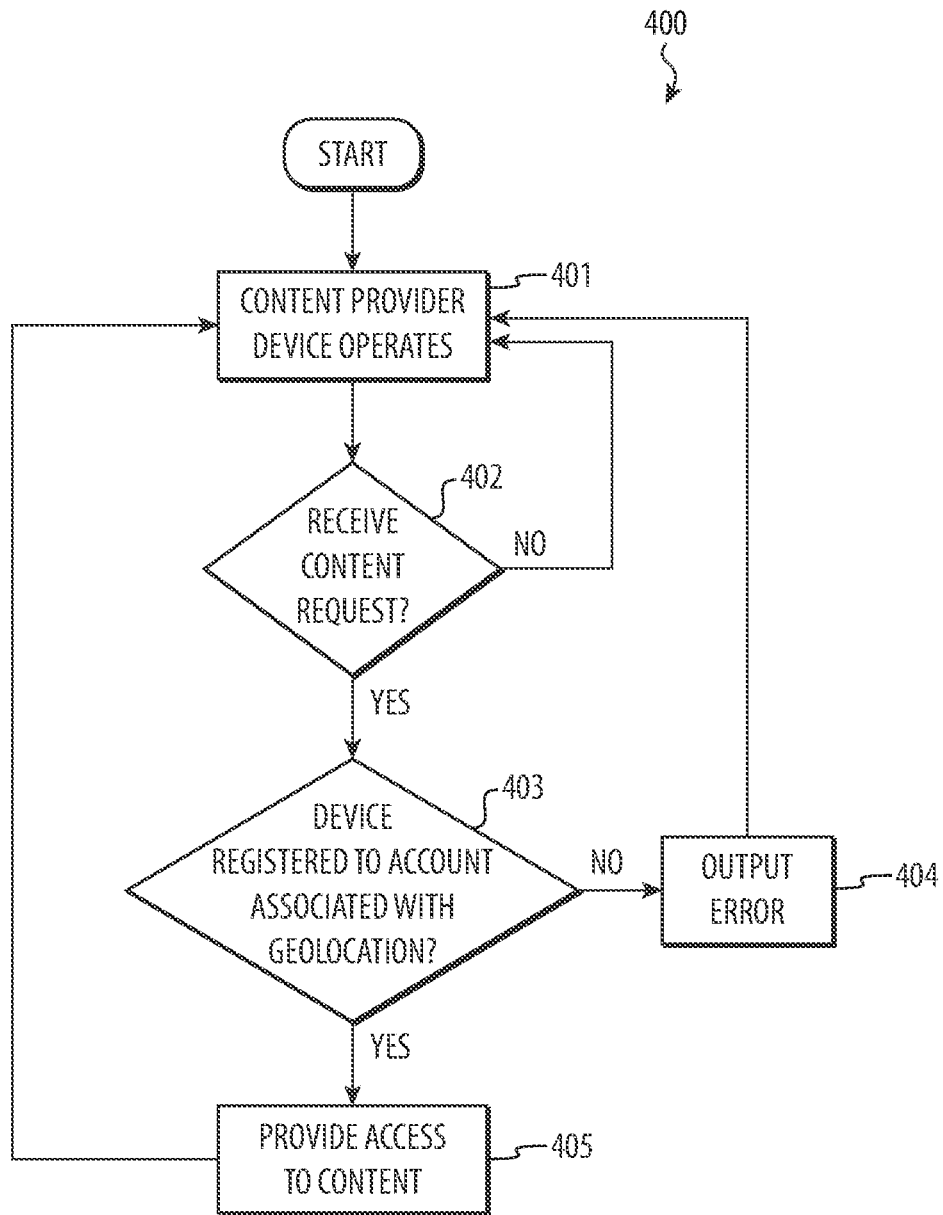 400
START
CONTENT PROVIDER
DEVICE OPERATES
401
RECEIVE
CONTENT
REQUEST?
402
NO
YES
DEVICE
REGISTERED TO ACCOUNT
ASSOCIATED WITH
GEOLOCATION?
403
NO
OUTPUT
ERROR
404
YES
PROVIDE ACCESS
TO CONTENT
405